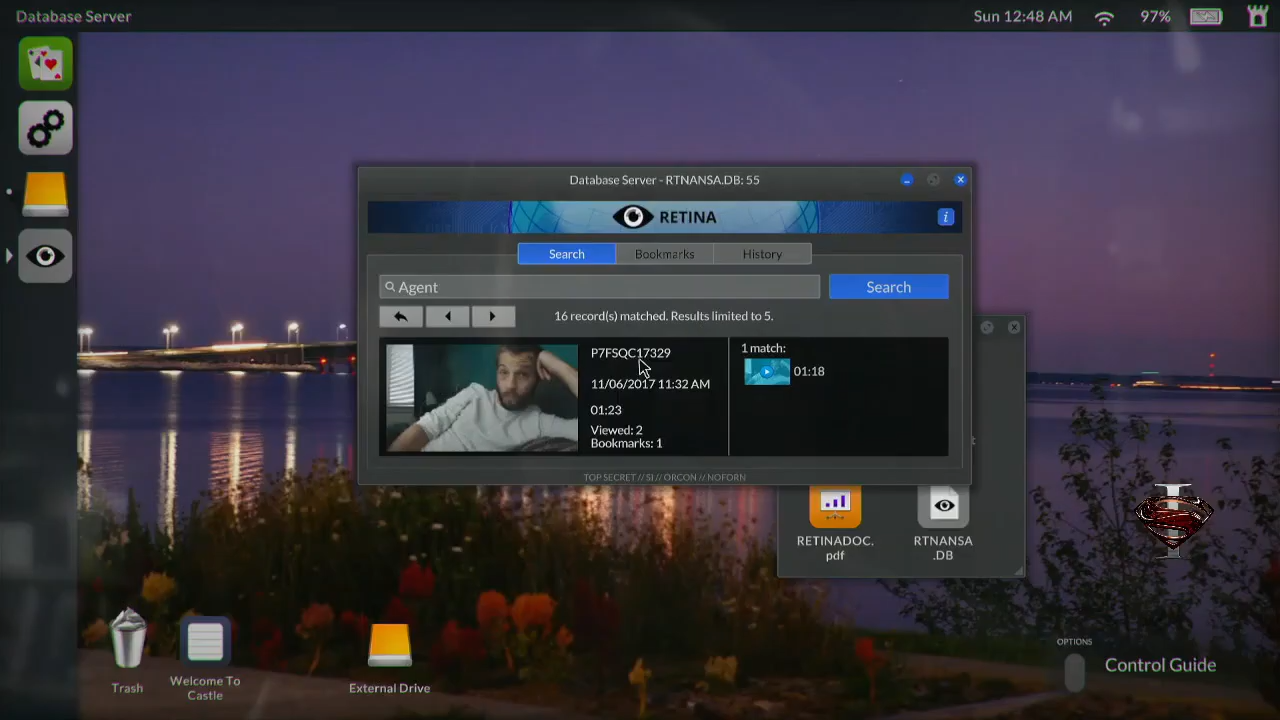 Database Server
Sun 12:48 AM
97%
Database Server - RTNANSA.DB: 55
RETINA
i
Search
Bookmarks
History
Agent
Search
16 record(s) matched. Results limited to 5.
P7FSQC17329
11/06/2017 11:32 AM
01:23
Viewed: 2
Bookmarks: 1
1 match:
01:18
TOP SECRET // SI // ORCON // NOFORN
RETINADOC.
pdf
RTNANSA
.DB
Trash
Welcome To
Castle
External Drive
OPTIONS
Control Guide